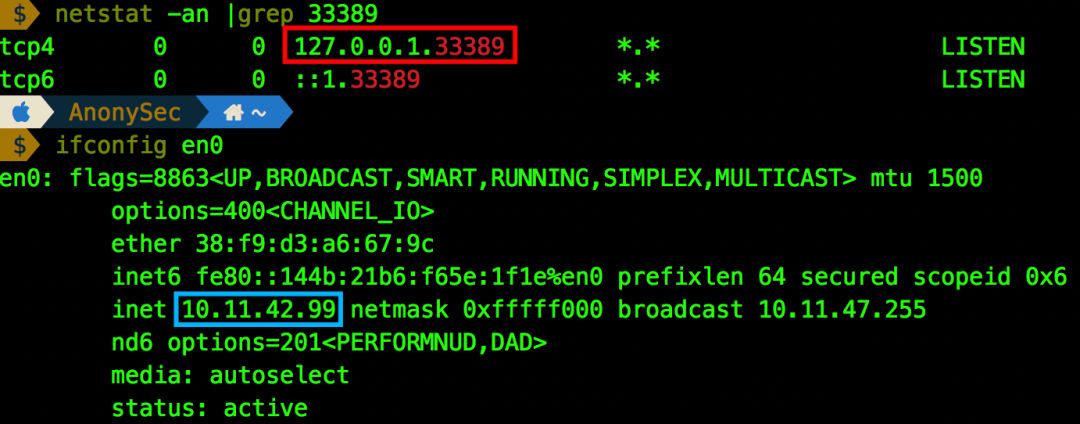 $ netstat -an |grep 33389
tcp4 0 0 127.0.0.1.33389 *.* LISTEN
tcp6 0 0 ::1.33389 *.* LISTEN
AnonySec ~
$ ifconfig en0
en0: flags=8863<UP,BROADCAST,SMART,RUNNING,SIMPLEX,MULTICAST> mtu 1500
options=400<CHANNEL_IO>
ether 38:f9:d3:a6:67:9c
inet6 fe80::144b:21b6:f65e:1f1e%en0 prefixlen 64 secured scopeid 0x6
inet 10.11.42.99 netmask 0xfffff000 broadcast 10.11.47.255
nd6 options=201<PERFORMNUD,DAD>
media: autoselect
status: active